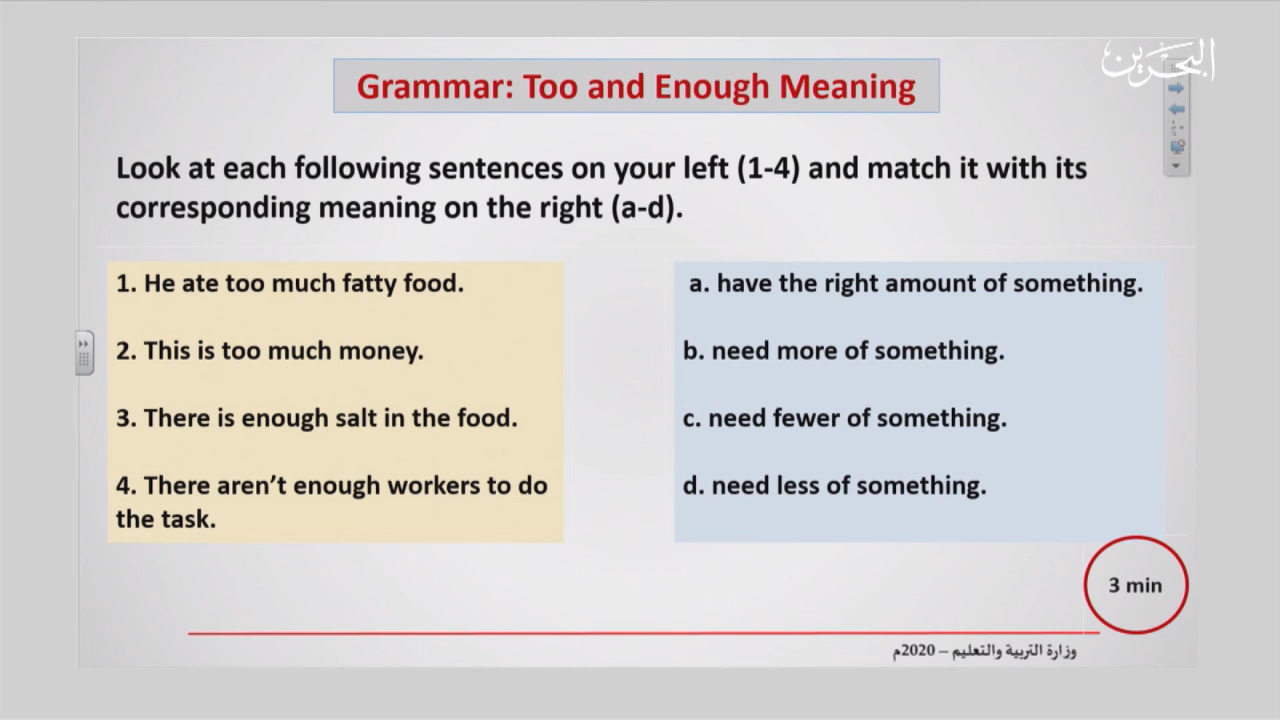 البحرين
Grammar: Too and Enough Meaning
Look at each following sentences on your left (1-4) and match it with its
corresponding meaning on the right (a-d).
1. He ate too much fatty food.
2. This is too much money.
3. There is enough salt in the food.
4. There aren’t enough workers to do
the task.
a. have the right amount of something.
b. need more of something.
c. need fewer of something.
d. need less of something.
3 min
وزارة التربية والتعليم – 2020م